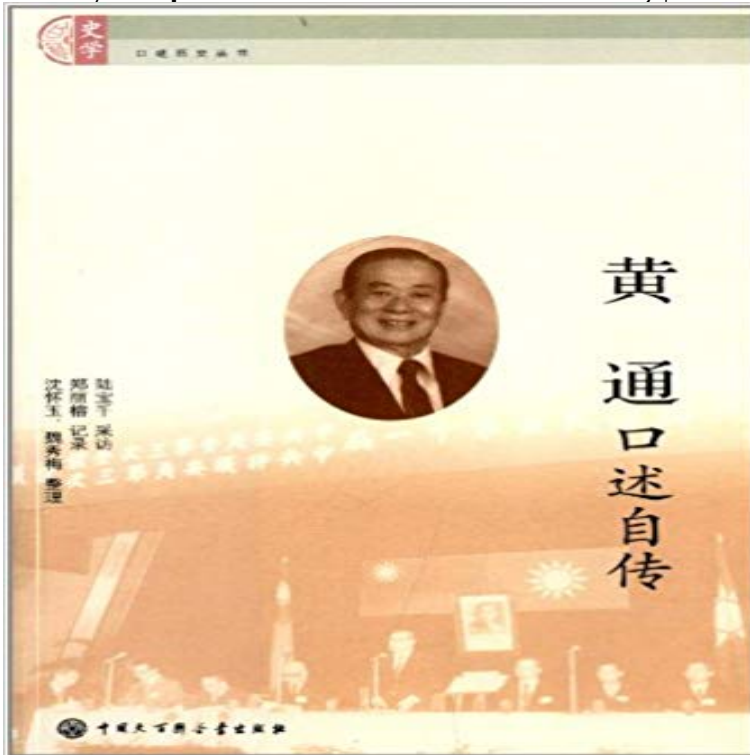 史学
口述历史丛书
黄通口述自传
陆宝千 采访
郑丽榕 记录
沈怀玉、魏秀梅 整理
中国大百科全书出版社